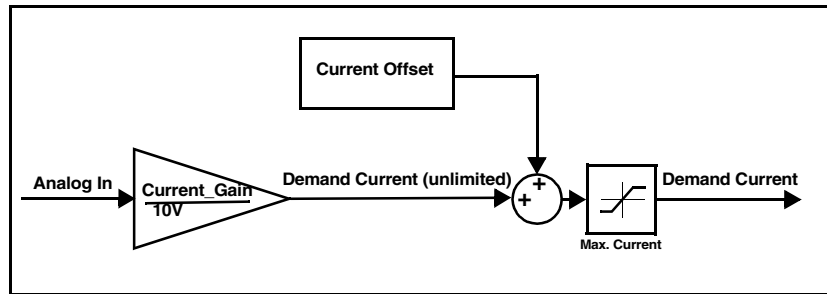 Current Offset
Analog In
Current_Gain
10V
Demand Current (unlimited)
+
+
Demand Current
Max. Current